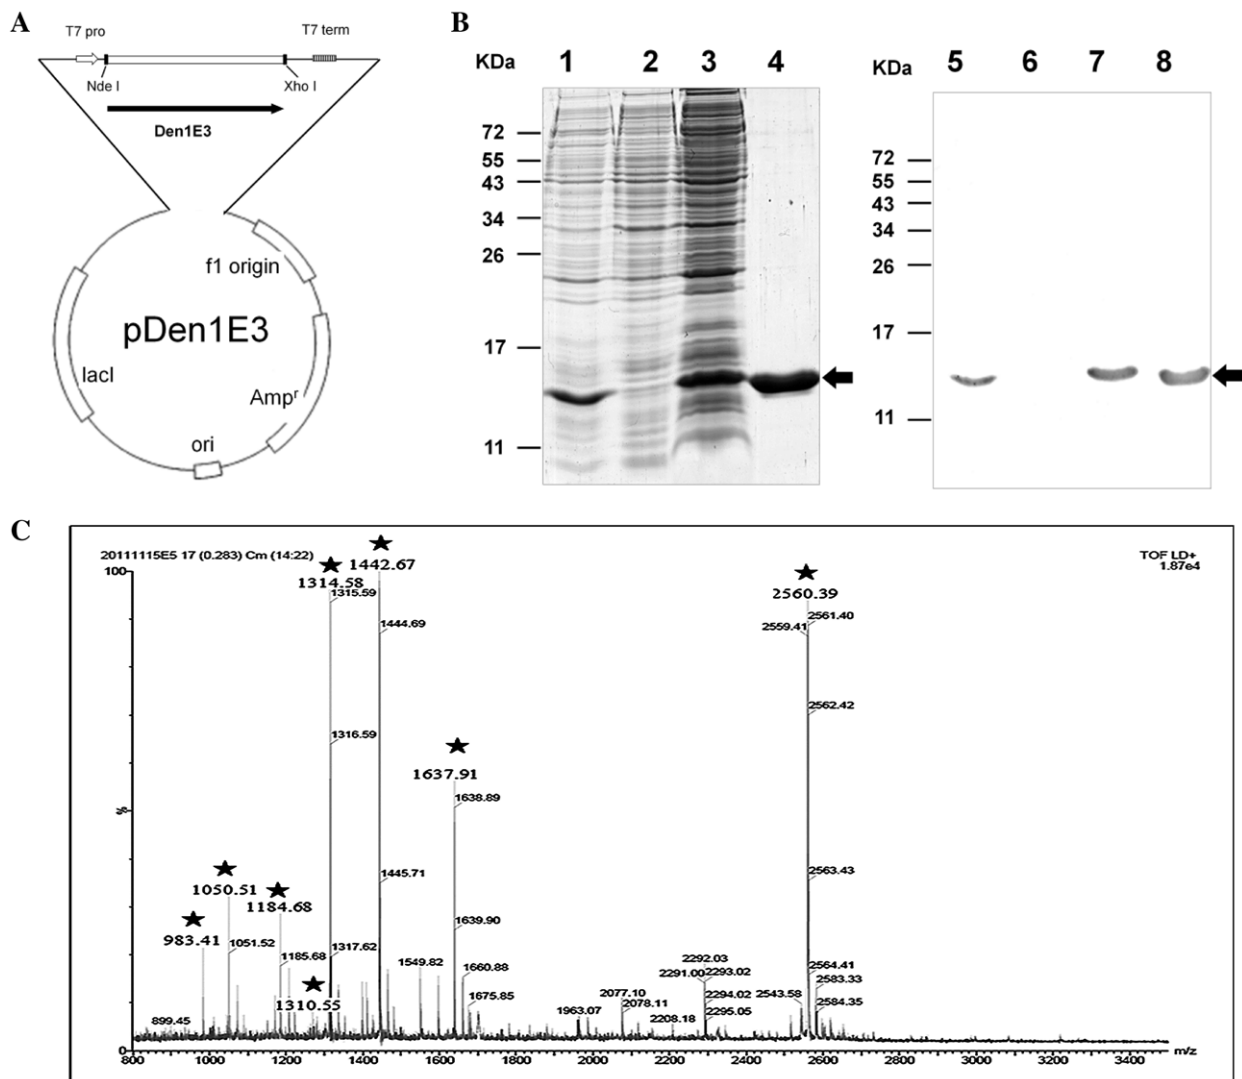 A
T7 pro
T7 term
Nde I
Xho I
Den1E3
f1 origin
pDen1E3
lacI
Ampʳ
ori
B
KDa 1 2 3 4
72
55
43
34
26
17
11
KDa 5 6 7 8
72
55
43
34
26
17
11
C
20111115E5 17 (0.283) Cm (14:22)
TOF LD+
1.87e4
100
%
0
1314.58
1442.67
2560.39
1315.59
1444.69
2559.41
2561.40
2562.42
1316.59
1637.91
1638.89
1445.71
2563.43
1050.51
1184.68
983.41
1051.52
1185.68
1317.62
1639.90
1310.55
899.45
1549.82
1660.88
1675.85
1963.07
2077.10
2078.11
2208.18
2292.03
2291.00
2293.02
2294.02
2295.05
2543.58
2564.41
2583.33
2584.35
800 1000 1200 1400 1600 1800 2000 2200 2400 2600 2800 3000 3200 3400 m/z